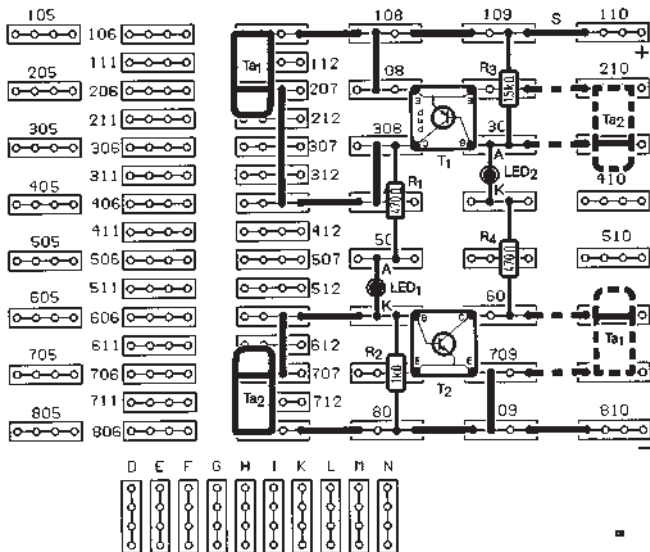 105 106 108 109 S 110
111 Ta1 112 R3 +
205 206 207 08 15kΩ 210
211 212 Ta2
305 306 307 308 T1 30
A LED2
311 312 R1 K 410
405 406 470Ω
411 412 R4
505 506 507 50 470Ω 510
A
511 512 LED1
605 606 K 60
611 612 Ta1
705 706 707 R2 709
1kΩ T2
711 Ta2 712
805 806 80 09 810
−
D E F G H I K L M N